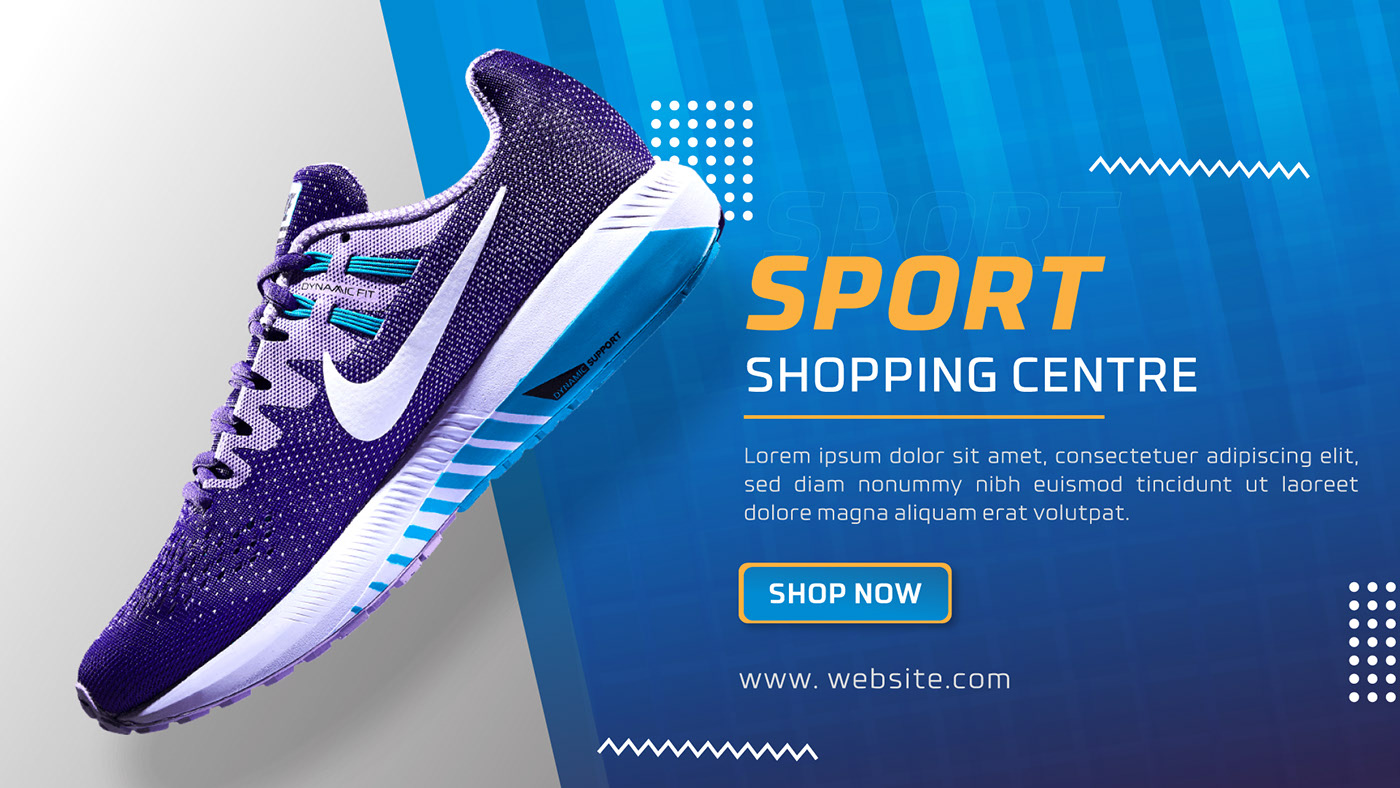 SPORT
SPORT
SHOPPING CENTRE
Lorem ipsum dolor sit amet, consectetuer adipiscing elit,
sed diam nonummy nibh euismod tincidunt ut laoreet
dolore magna aliquam erat volutpat.
SHOP NOW
www. website.com
DYNAMIC FIT
DYNAMIC SUPPORT